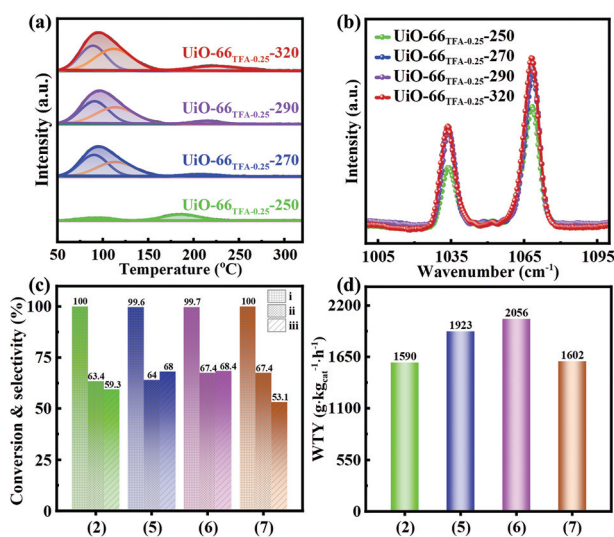 (a)
UiO-66TFA-0.25-320
UiO-66TFA-0.25-290
UiO-66TFA-0.25-270
UiO-66TFA-0.25-250
Intensity (a.u.)
50 100 150 200 250 300
Temperature (°C)
(b)
UiO-66TFA-0.25-250
UiO-66TFA-0.25-270
UiO-66TFA-0.25-290
UiO-66TFA-0.25-320
Intensity (a.u.)
1005 1035 1065 1095
Wavenumber (cm-1)
(c)
Conversion & selectivity (%)
100
75
50
25
0
i
ii
iii
100 63.4 59.3
99.6 64 68
99.7 67.4 68.4
100 67.4 53.1
(2) (5) (6) (7)
(d)
WTY (g·kgcat-1·h-1)
2200
1650
1100
550
0
1590 1923 2056 1602
(2) (5) (6) (7)